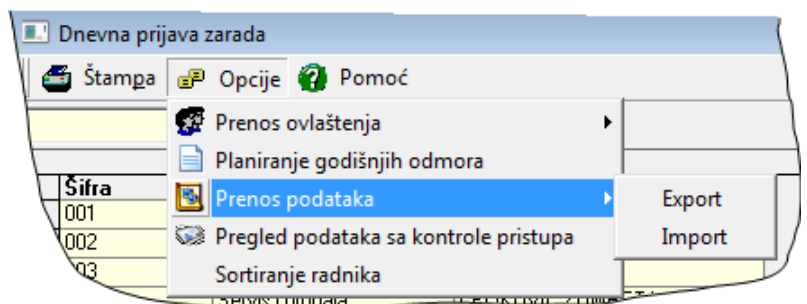 Dnevna prijava zarada
Štampa Opcije Pomoć
Prenos ovlaštenja
Planiranje godišnjih odmora
Šifra
Prenos podataka Export
001
002 Pregled podataka sa kontrole pristupa Import
003
Sortiranje radnika